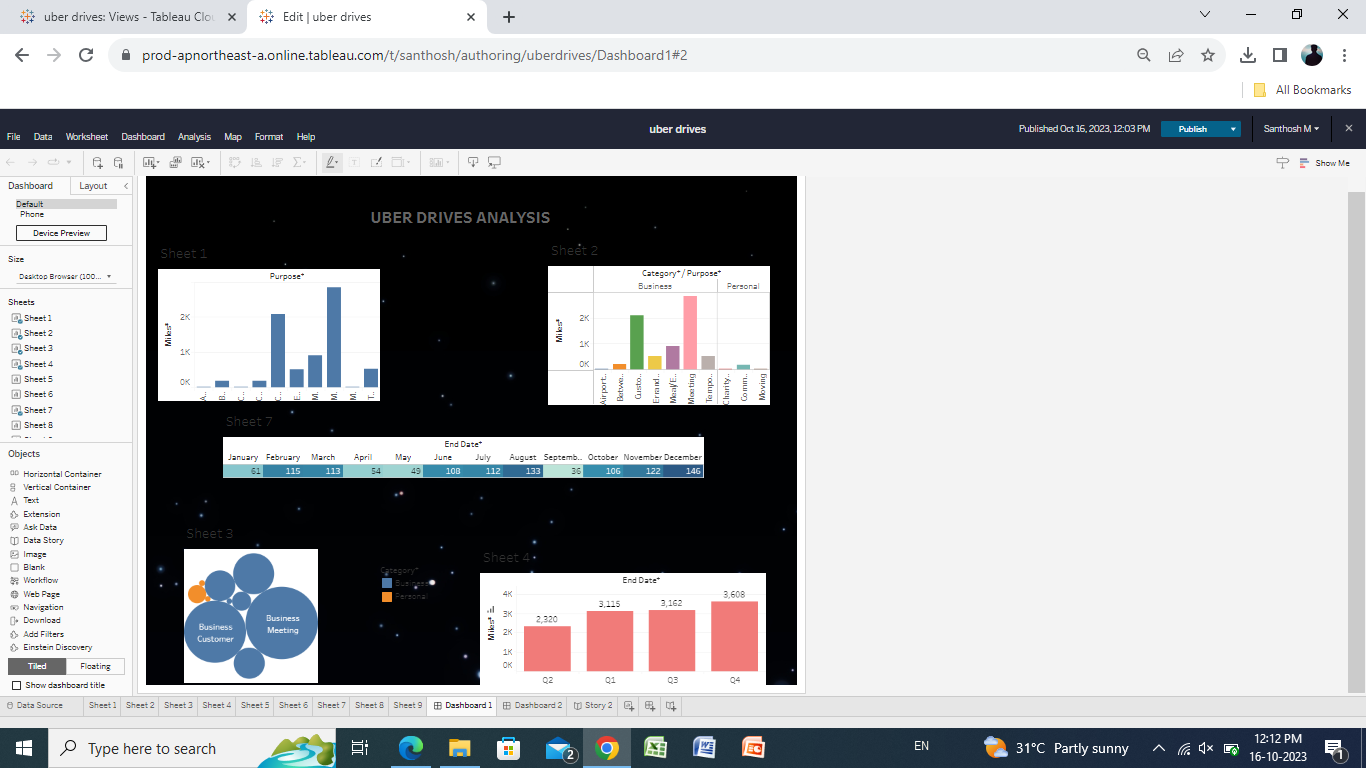 uber drives: Views - Tableau Clou
Edit | uber drives
prod-apnortheast-a.online.tableau.com/t/santhosh/authoring/uberdrives/Dashboard1#2
All Bookmarks
uber drives
Published Oct 16, 2023, 12:03 PM
Publish
Santhosh M
File Data Worksheet Dashboard Analysis Map Format Help
Show Me
Dashboard Layout
Default
Phone
Device Preview
Size
Desktop Browser (100...
Sheets
Sheet 1
Sheet 2
Sheet 3
Sheet 4
Sheet 5
Sheet 6
Sheet 7
Sheet 8
Objects
Horizontal Container
Vertical Container
Text
Extension
Ask Data
Data Story
Image
Blank
Workflow
Web Page
Navigation
Download
Add Filters
Einstein Discovery
Tiled Floating
Show dashboard title
UBER DRIVES ANALYSIS
Sheet 1
Purpose*
Miles*
2K
1K
0K
A.. B.. C.. C.. C.. E.. M.. M.. M.. T..
Sheet 2
Category* / Purpose*
Business Personal
Miles*
2K
1K
0K
Airport.. Betwe.. Custo.. Errand.. Meal/E.. Meeting Tempo.. Charity.. Comm.. Moving
Sheet 7
End Date*
January February March April May June July August Septemb.. October November December
61 115 113 54 49 108 112 133 36 106 122 146
Sheet 3
Business
Customer
Business
Meeting
Category*
Business
Personal
Sheet 4
End Date*
Miles*
4K
3K
2K
1K
0K
2,320 3,115 3,162 3,608
Q2 Q1 Q3 Q4
Data Source Sheet 1 Sheet 2 Sheet 3 Sheet 4 Sheet 5 Sheet 6 Sheet 7 Sheet 8 Sheet 9 Dashboard 1 Dashboard 2 Story 2
Type here to search
2
EN
31°C Partly sunny
12:12 PM
16-10-2023
1